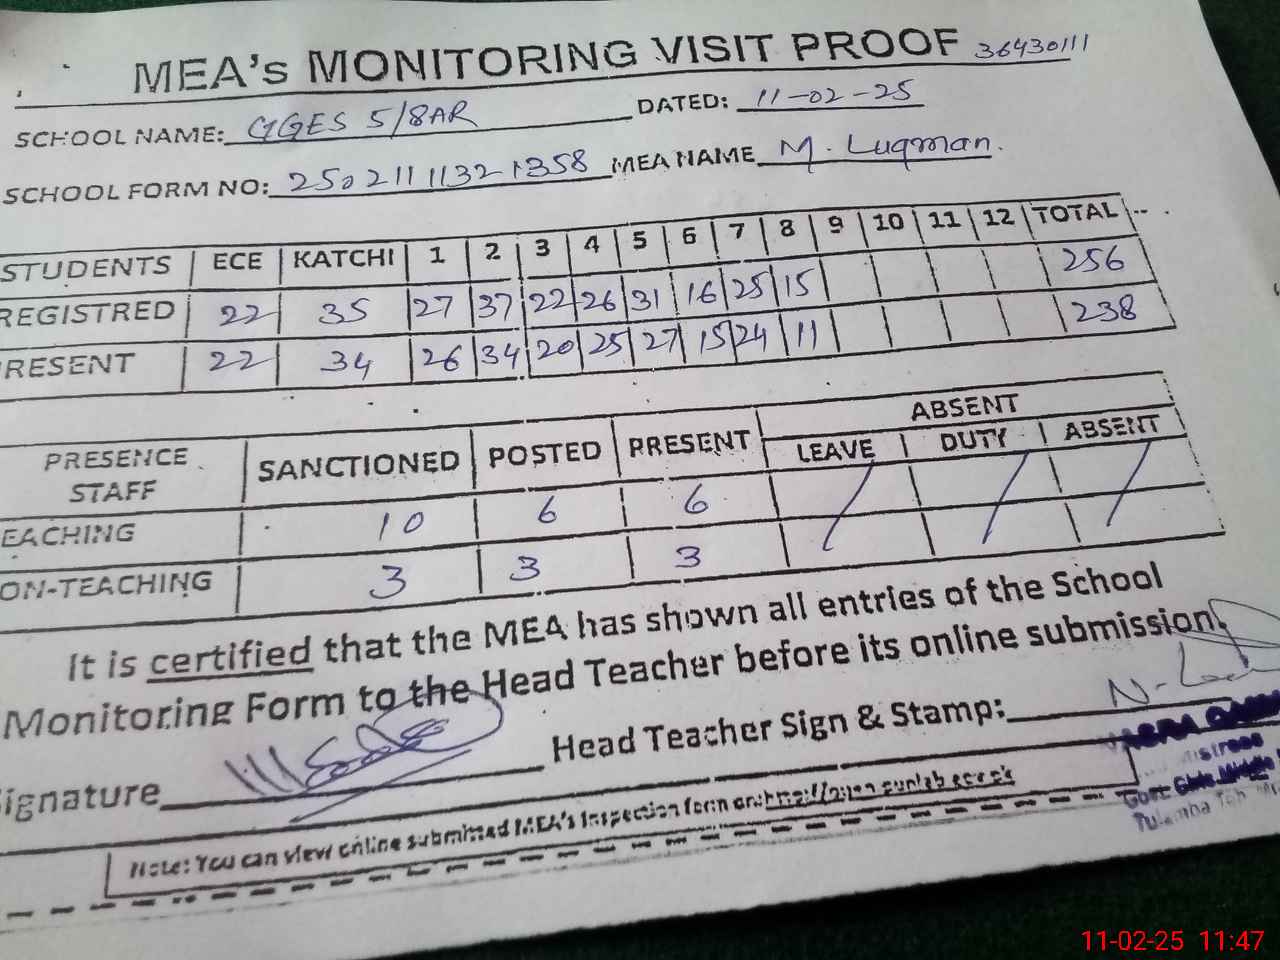 MEA's MONITORING VISIT PROOF 36430111
SCHOOL NAME: GGES 5/8AR DATED: 11-02-25
SCHOOL FORM NO: 25021111321358 MEA NAME M. Luqman.
STUDENTS ECE KATCHI 1 2 3 4 5 6 7 8 9 10 11 12 TOTAL
REGISTRED 22 35 27 37 22 26 31 16 25 15 256
RESENT 22 34 26 34 20 25 27 15 24 11 238
PRESENCE STAFF SANCTIONED POSTED PRESENT ABSENT
LEAVE DUTY ABSENT
EACHING 10 6 6
ON-TEACHING 3 3 3
It is certified that the MEA has shown all entries of the School
Monitoring Form to the Head Teacher before its online submission.
ignature Head Teacher Sign & Stamp:
Note: You can view online submitted MEA's Inspection form on
Govt Girls Middle
11-02-25 11:47